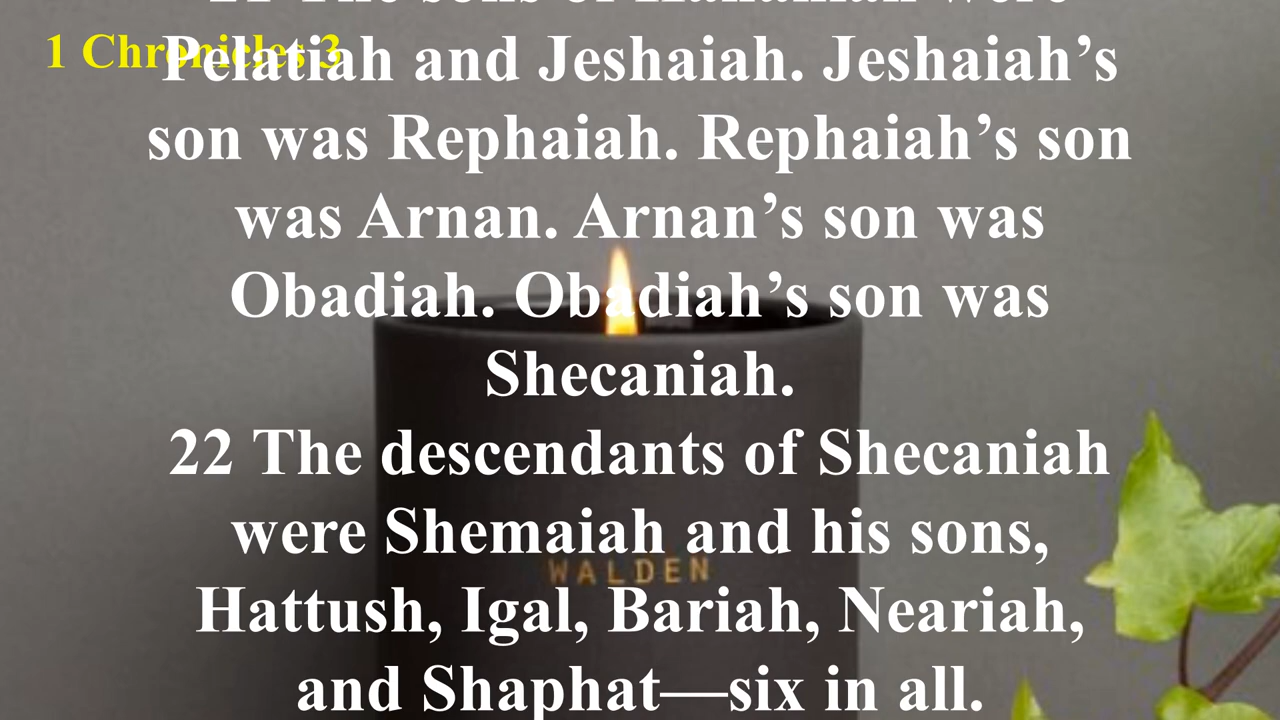 21 The sons of Hananiah were
1 Chronicles 3
Pelatiah and Jeshaiah. Jeshaiah’s
son was Rephaiah. Rephaiah’s son
was Arnan. Arnan’s son was
Obadiah. Obadiah’s son was
Shecaniah.
22 The descendants of Shecaniah
were Shemaiah and his sons,
WALDEN
Hattush, Igal, Bariah, Neariah,
and Shaphat—six in all.